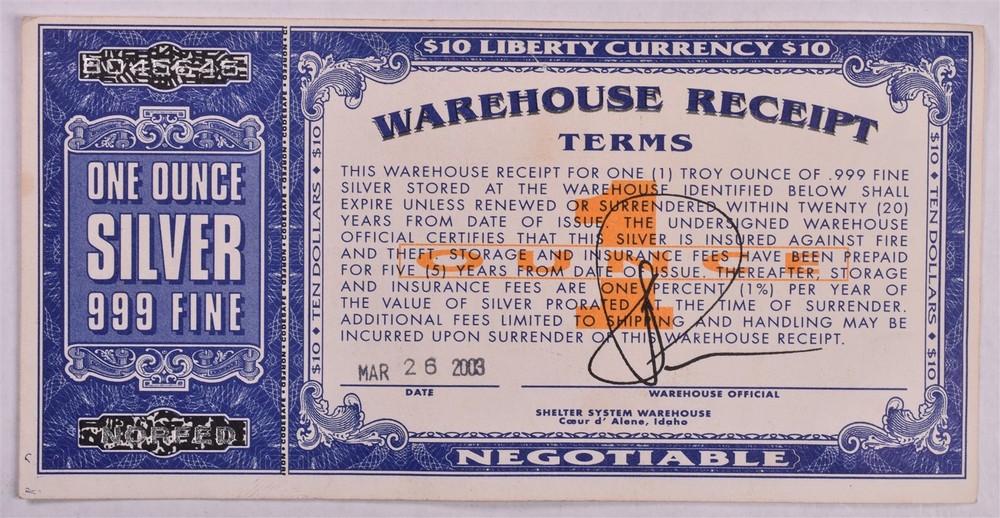 $10 LIBERTY CURRENCY $10
WAREHOUSE RECEIPT
TERMS
THIS WAREHOUSE RECEIPT FOR ONE (1) TROY OUNCE OF .999 FINE
SILVER STORED AT THE WAREHOUSE IDENTIFIED BELOW SHALL
EXPIRE UNLESS RENEWED OR SURRENDERED WITHIN TWENTY (20)
YEARS FROM DATE OF ISSUE. THE UNDERSIGNED WAREHOUSE
OFFICIAL CERTIFIES THAT THIS SILVER IS INSURED AGAINST FIRE
AND THEFT. STORAGE AND INSURANCE FEES HAVE BEEN PREPAID
FOR FIVE (5) YEARS FROM DATE OF ISSUE. THEREAFTER, STORAGE
AND INSURANCE FEES ARE ONE PERCENT (1%) PER YEAR OF
THE VALUE OF SILVER PRORATED AT THE TIME OF SURRENDER.
ADDITIONAL FEES LIMITED TO SHIPPING AND HANDLING MAY BE
INCURRED UPON SURRENDER OF THIS WAREHOUSE RECEIPT.
1
OUNCE
MAR 26 2003
DATE
WAREHOUSE OFFICIAL
SHELTER SYSTEM WAREHOUSE
Cœur d' Alene, Idaho
NEGOTIABLE
ONE OUNCE
SILVER
999 FINE
NORFED
$10 • TEN DOLLARS • $10
$10 • TEN DOLLARS • $10